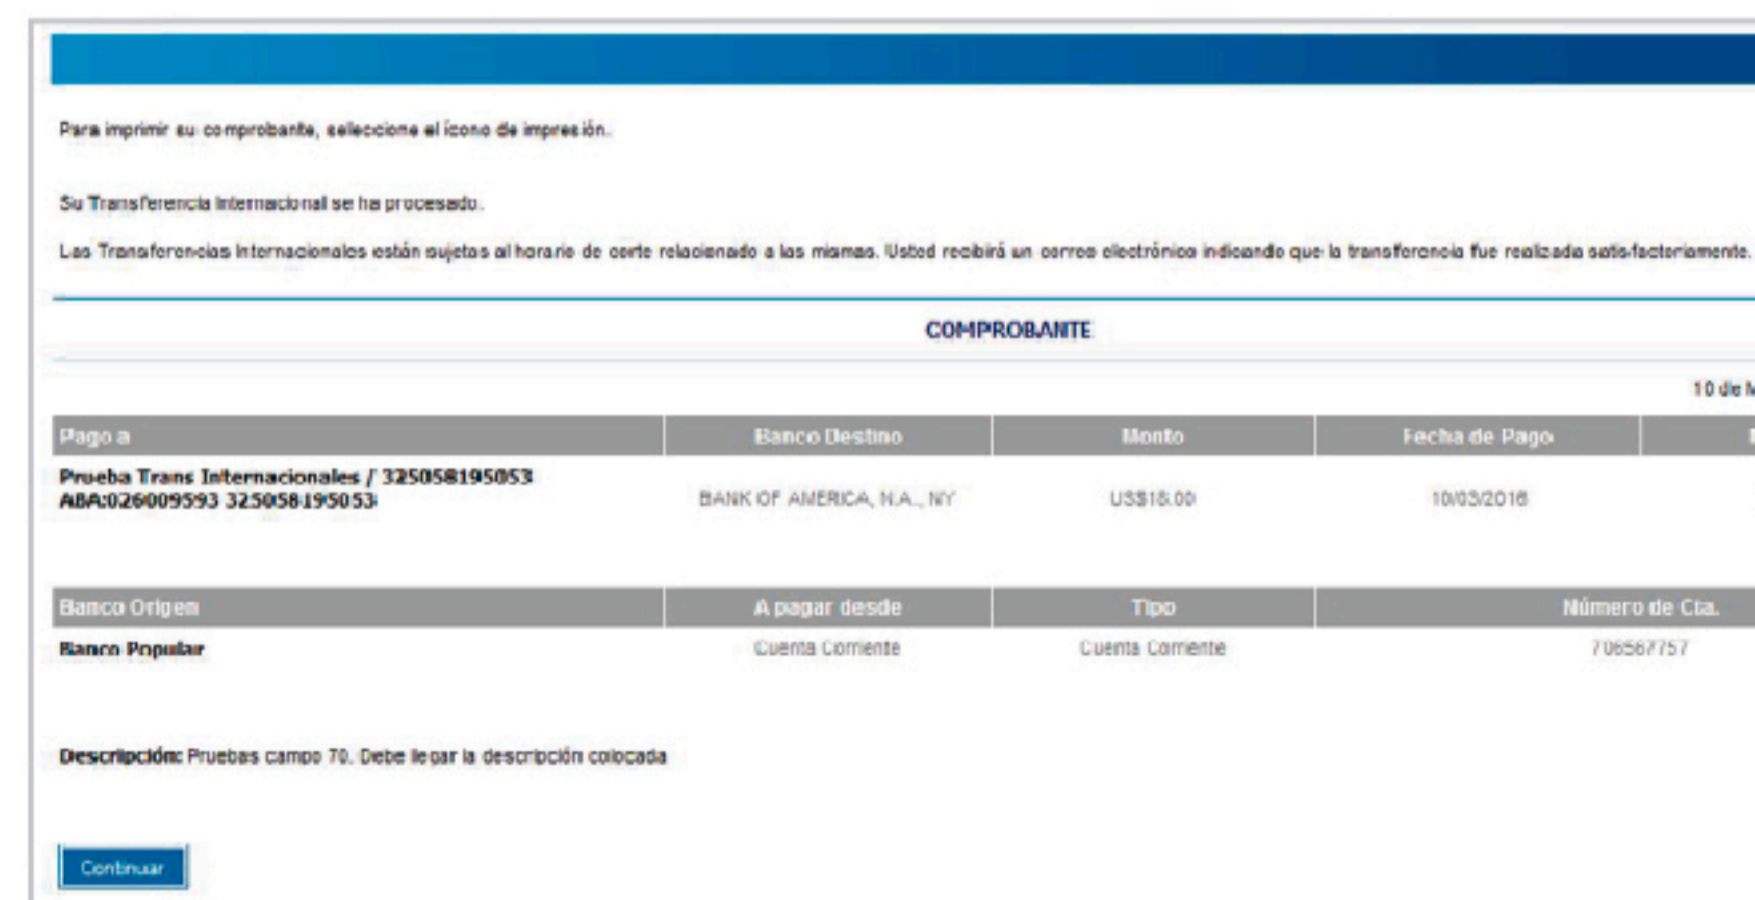 Para imprimir su comprobante, seleccione el ícono de impresión.
Su Transferencia Internacional se ha procesado.
Las Transferencias Internacionales están sujetas al horario de corte relacionado a las mismas. Usted recibirá un correo electrónico indicando que la transferencia fue realizada satisfactoriamente.
COMPROBANTE
10 de
Pago a Banco Destino Monto Fecha de Pago
Prueba Trans Internacionales / 325058195053
ABA:026009593 325058195053
BANK OF AMERICA, N.A., NY US$18.00 10/03/2016
Banco Origen A pagar desde Tipo Número de Cta.
Banco Popular Cuenta Corriente Cuenta Corriente 706567757
Descripción: Pruebas campo 70. Debe llegar la descripción colocada
Continuar